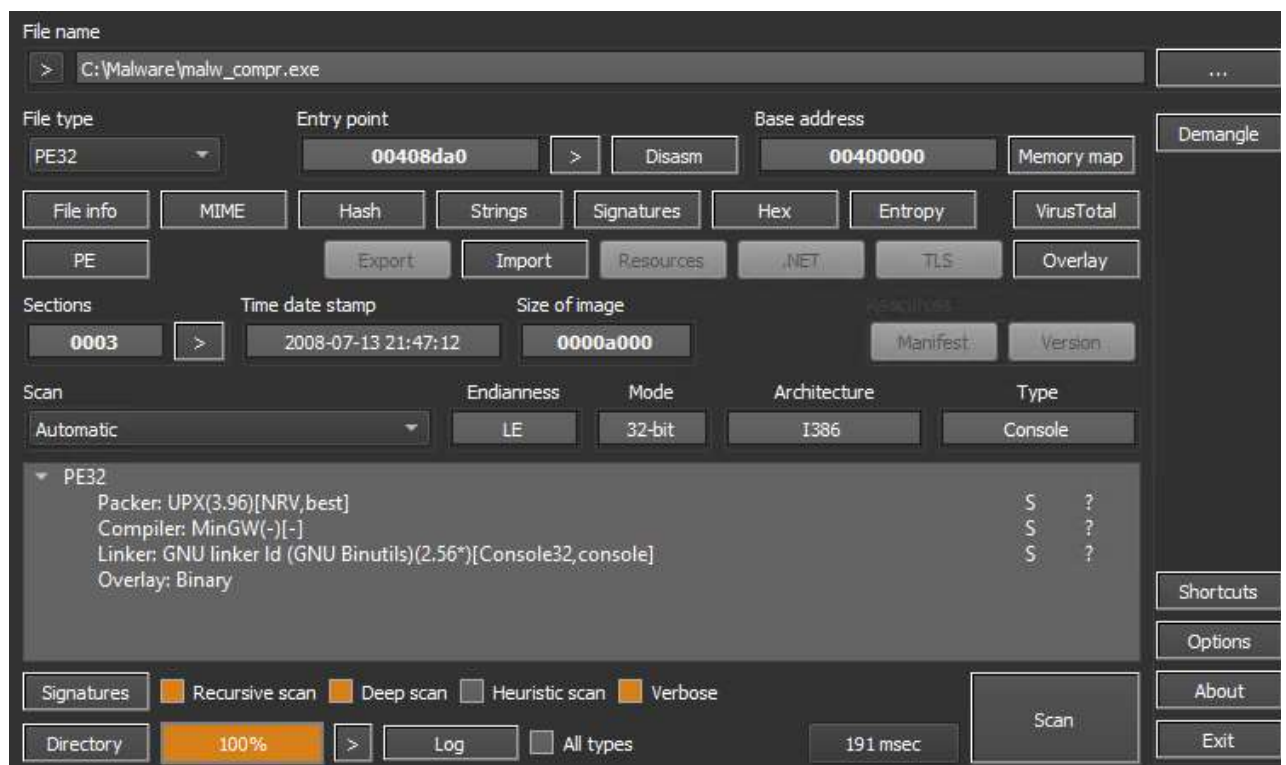 File name
> C:\Malware\malw_compr.exe ...
File type Entry point Base address
PE32 00408da0 > Disasm 00400000 Memory map Demangle
File info MIME Hash Strings Signatures Hex Entropy VirusTotal
PE Export Import Resources .NET TLS Overlay
Sections Time date stamp Size of image Resources
0003 > 2008-07-13 21:47:12 0000a000 Manifest Version
Scan Endianness Mode Architecture Type
Automatic LE 32-bit I386 Console
PE32
Packer: UPX(3.96)[NRV,best] S ?
Compiler: MinGW(-)[-] S ?
Linker: GNU linker ld (GNU Binutils)(2.56*)[Console32,console] S ?
Overlay: Binary
Shortcuts
Options
Signatures Recursive scan Deep scan Heuristic scan Verbose Scan About
Directory 100% > Log All types 191 msec Exit